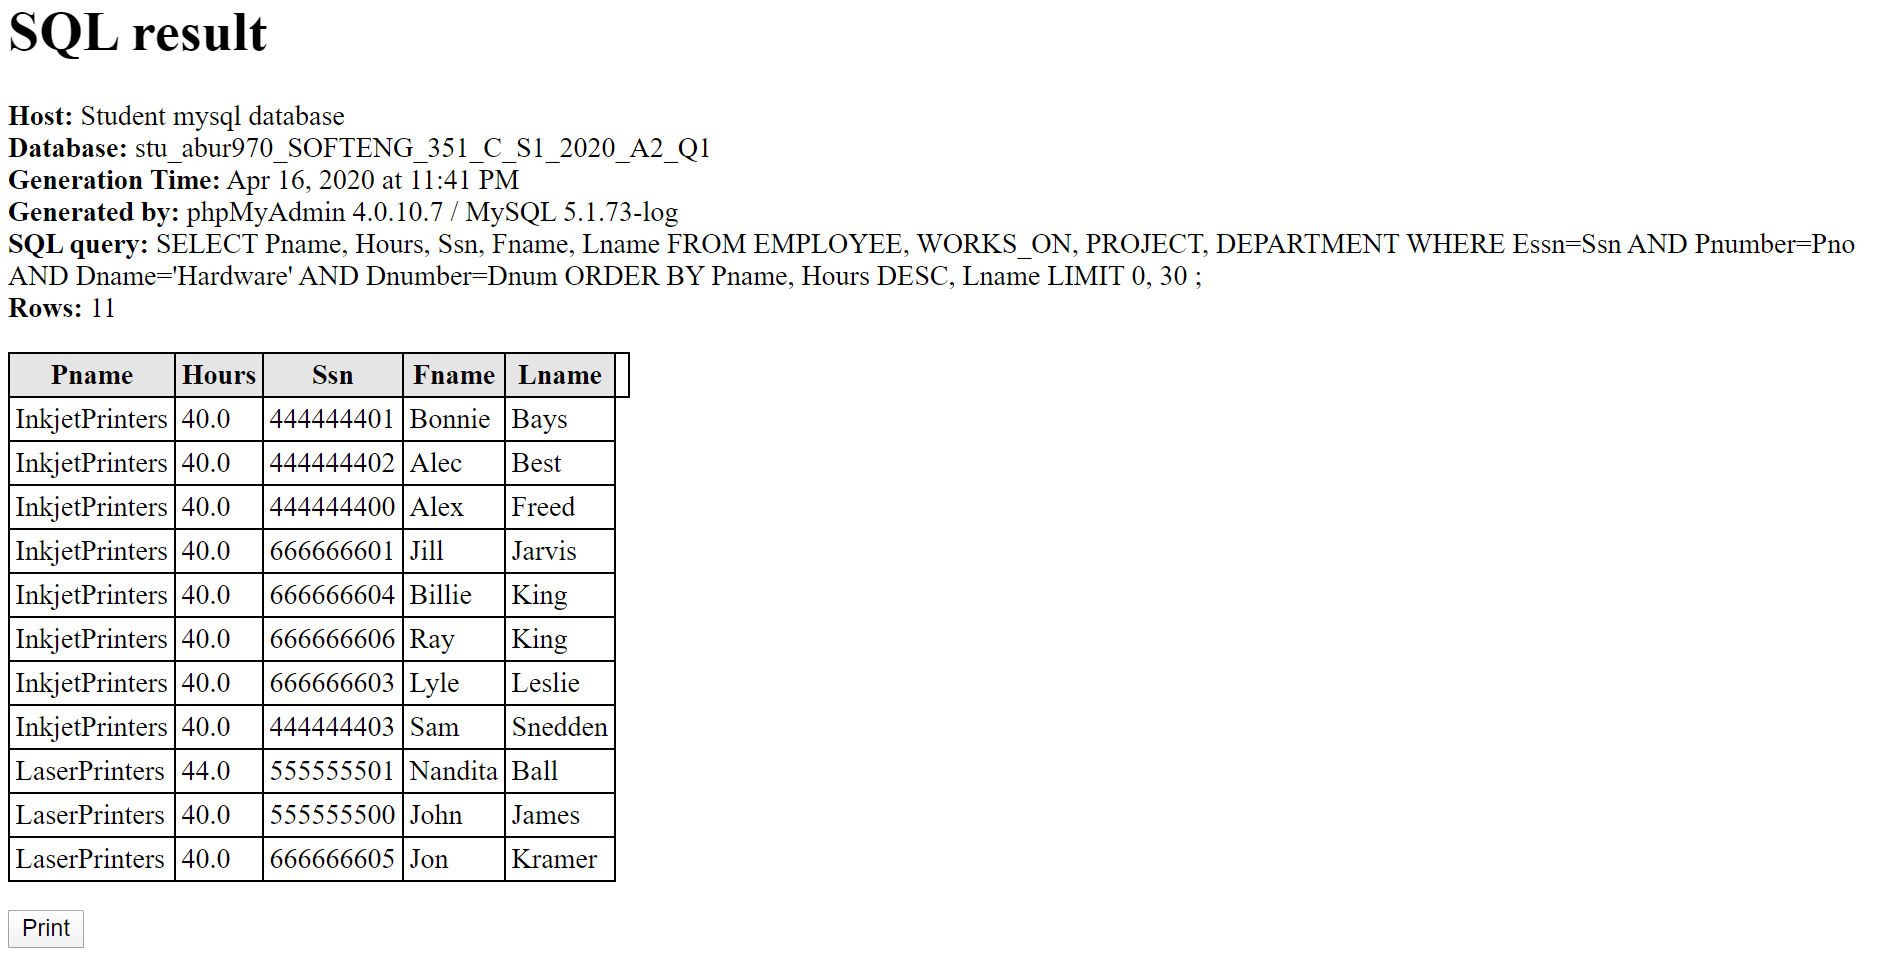 SQL result
Host: Student mysql database
Database: stu_abur970_SOFTENG_351_C_S1_2020_A2_Q1
Generation Time: Apr 16, 2020 at 11:41 PM
Generated by: phpMyAdmin 4.0.10.7 / MySQL 5.1.73-log
SQL query: SELECT Pname, Hours, Ssn, Fname, Lname FROM EMPLOYEE, WORKS_ON, PROJECT, DEPARTMENT WHERE Essn=Ssn AND Pnumber=Pno
AND Dname='Hardware' AND Dnumber=Dnum ORDER BY Pname, Hours DESC, Lname LIMIT 0, 30 ;
Rows: 11
Pname Hours Ssn Fname Lname
InkjetPrinters 40.0 444444401 Bonnie Bays
InkjetPrinters 40.0 444444402 Alec Best
InkjetPrinters 40.0 444444400 Alex Freed
InkjetPrinters 40.0 666666601 Jill Jarvis
InkjetPrinters 40.0 666666604 Billie King
InkjetPrinters 40.0 666666606 Ray King
InkjetPrinters 40.0 666666603 Lyle Leslie
InkjetPrinters 40.0 444444403 Sam Snedden
LaserPrinters 44.0 555555501 Nandita Ball
LaserPrinters 40.0 555555500 John James
LaserPrinters 40.0 666666605 Jon Kramer
Print